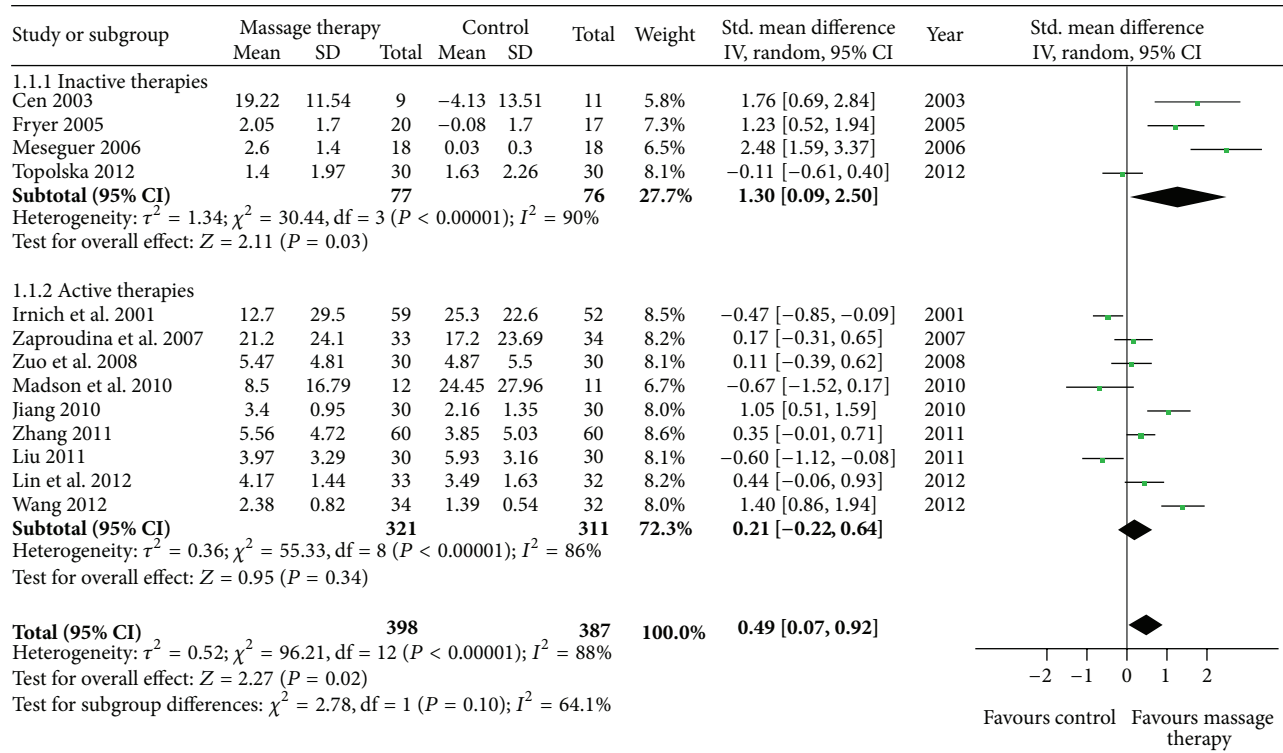 Study or subgroup Massage therapy Control Total Weight Std. mean difference Year Std. mean difference
Mean SD Total Mean SD IV, random, 95% CI IV, random, 95% CI
1.1.1 Inactive therapies
Cen 2003 19.22 11.54 9 −4.13 13.51 11 5.8% 1.76 [0.69, 2.84] 2003
Fryer 2005 2.05 1.7 20 −0.08 1.7 17 7.3% 1.23 [0.52, 1.94] 2005
Meseguer 2006 2.6 1.4 18 0.03 0.3 18 6.5% 2.48 [1.59, 3.37] 2006
Topolska 2012 1.4 1.97 30 1.63 2.26 30 8.1% −0.11 [−0.61, 0.40] 2012
Subtotal (95% CI) 77 76 27.7% 1.30 [0.09, 2.50]
Heterogeneity: τ² = 1.34; χ² = 30.44, df = 3 (P < 0.00001); I² = 90%
Test for overall effect: Z = 2.11 (P = 0.03)
1.1.2 Active therapies
Irnich et al. 2001 12.7 29.5 59 25.3 22.6 52 8.5% −0.47 [−0.85, −0.09] 2001
Zaproudina et al. 2007 21.2 24.1 33 17.2 23.69 34 8.2% 0.17 [−0.31, 0.65] 2007
Zuo et al. 2008 5.47 4.81 30 4.87 5.5 30 8.1% 0.11 [−0.39, 0.62] 2008
Madson et al. 2010 8.5 16.79 12 24.45 27.96 11 6.7% −0.67 [−1.52, 0.17] 2010
Jiang 2010 3.4 0.95 30 2.16 1.35 30 8.0% 1.05 [0.51, 1.59] 2010
Zhang 2011 5.56 4.72 60 3.85 5.03 60 8.6% 0.35 [−0.01, 0.71] 2011
Liu 2011 3.97 3.29 30 5.93 3.16 30 8.1% −0.60 [−1.12, −0.08] 2011
Lin et al. 2012 4.17 1.44 33 3.49 1.63 32 8.2% 0.44 [−0.06, 0.93] 2012
Wang 2012 2.38 0.82 34 1.39 0.54 32 8.0% 1.40 [0.86, 1.94] 2012
Subtotal (95% CI) 321 311 72.3% 0.21 [−0.22, 0.64]
Heterogeneity: τ² = 0.36; χ² = 55.33, df = 8 (P < 0.00001); I² = 86%
Test for overall effect: Z = 0.95 (P = 0.34)
Total (95% CI) 398 387 100.0% 0.49 [0.07, 0.92]
Heterogeneity: τ² = 0.52; χ² = 96.21, df = 12 (P < 0.00001); I² = 88%
Test for overall effect: Z = 2.27 (P = 0.02)
Test for subgroup differences: χ² = 2.78, df = 1 (P = 0.10); I² = 64.1%
−2 −1 0 1 2
Favours control Favours massage
therapy